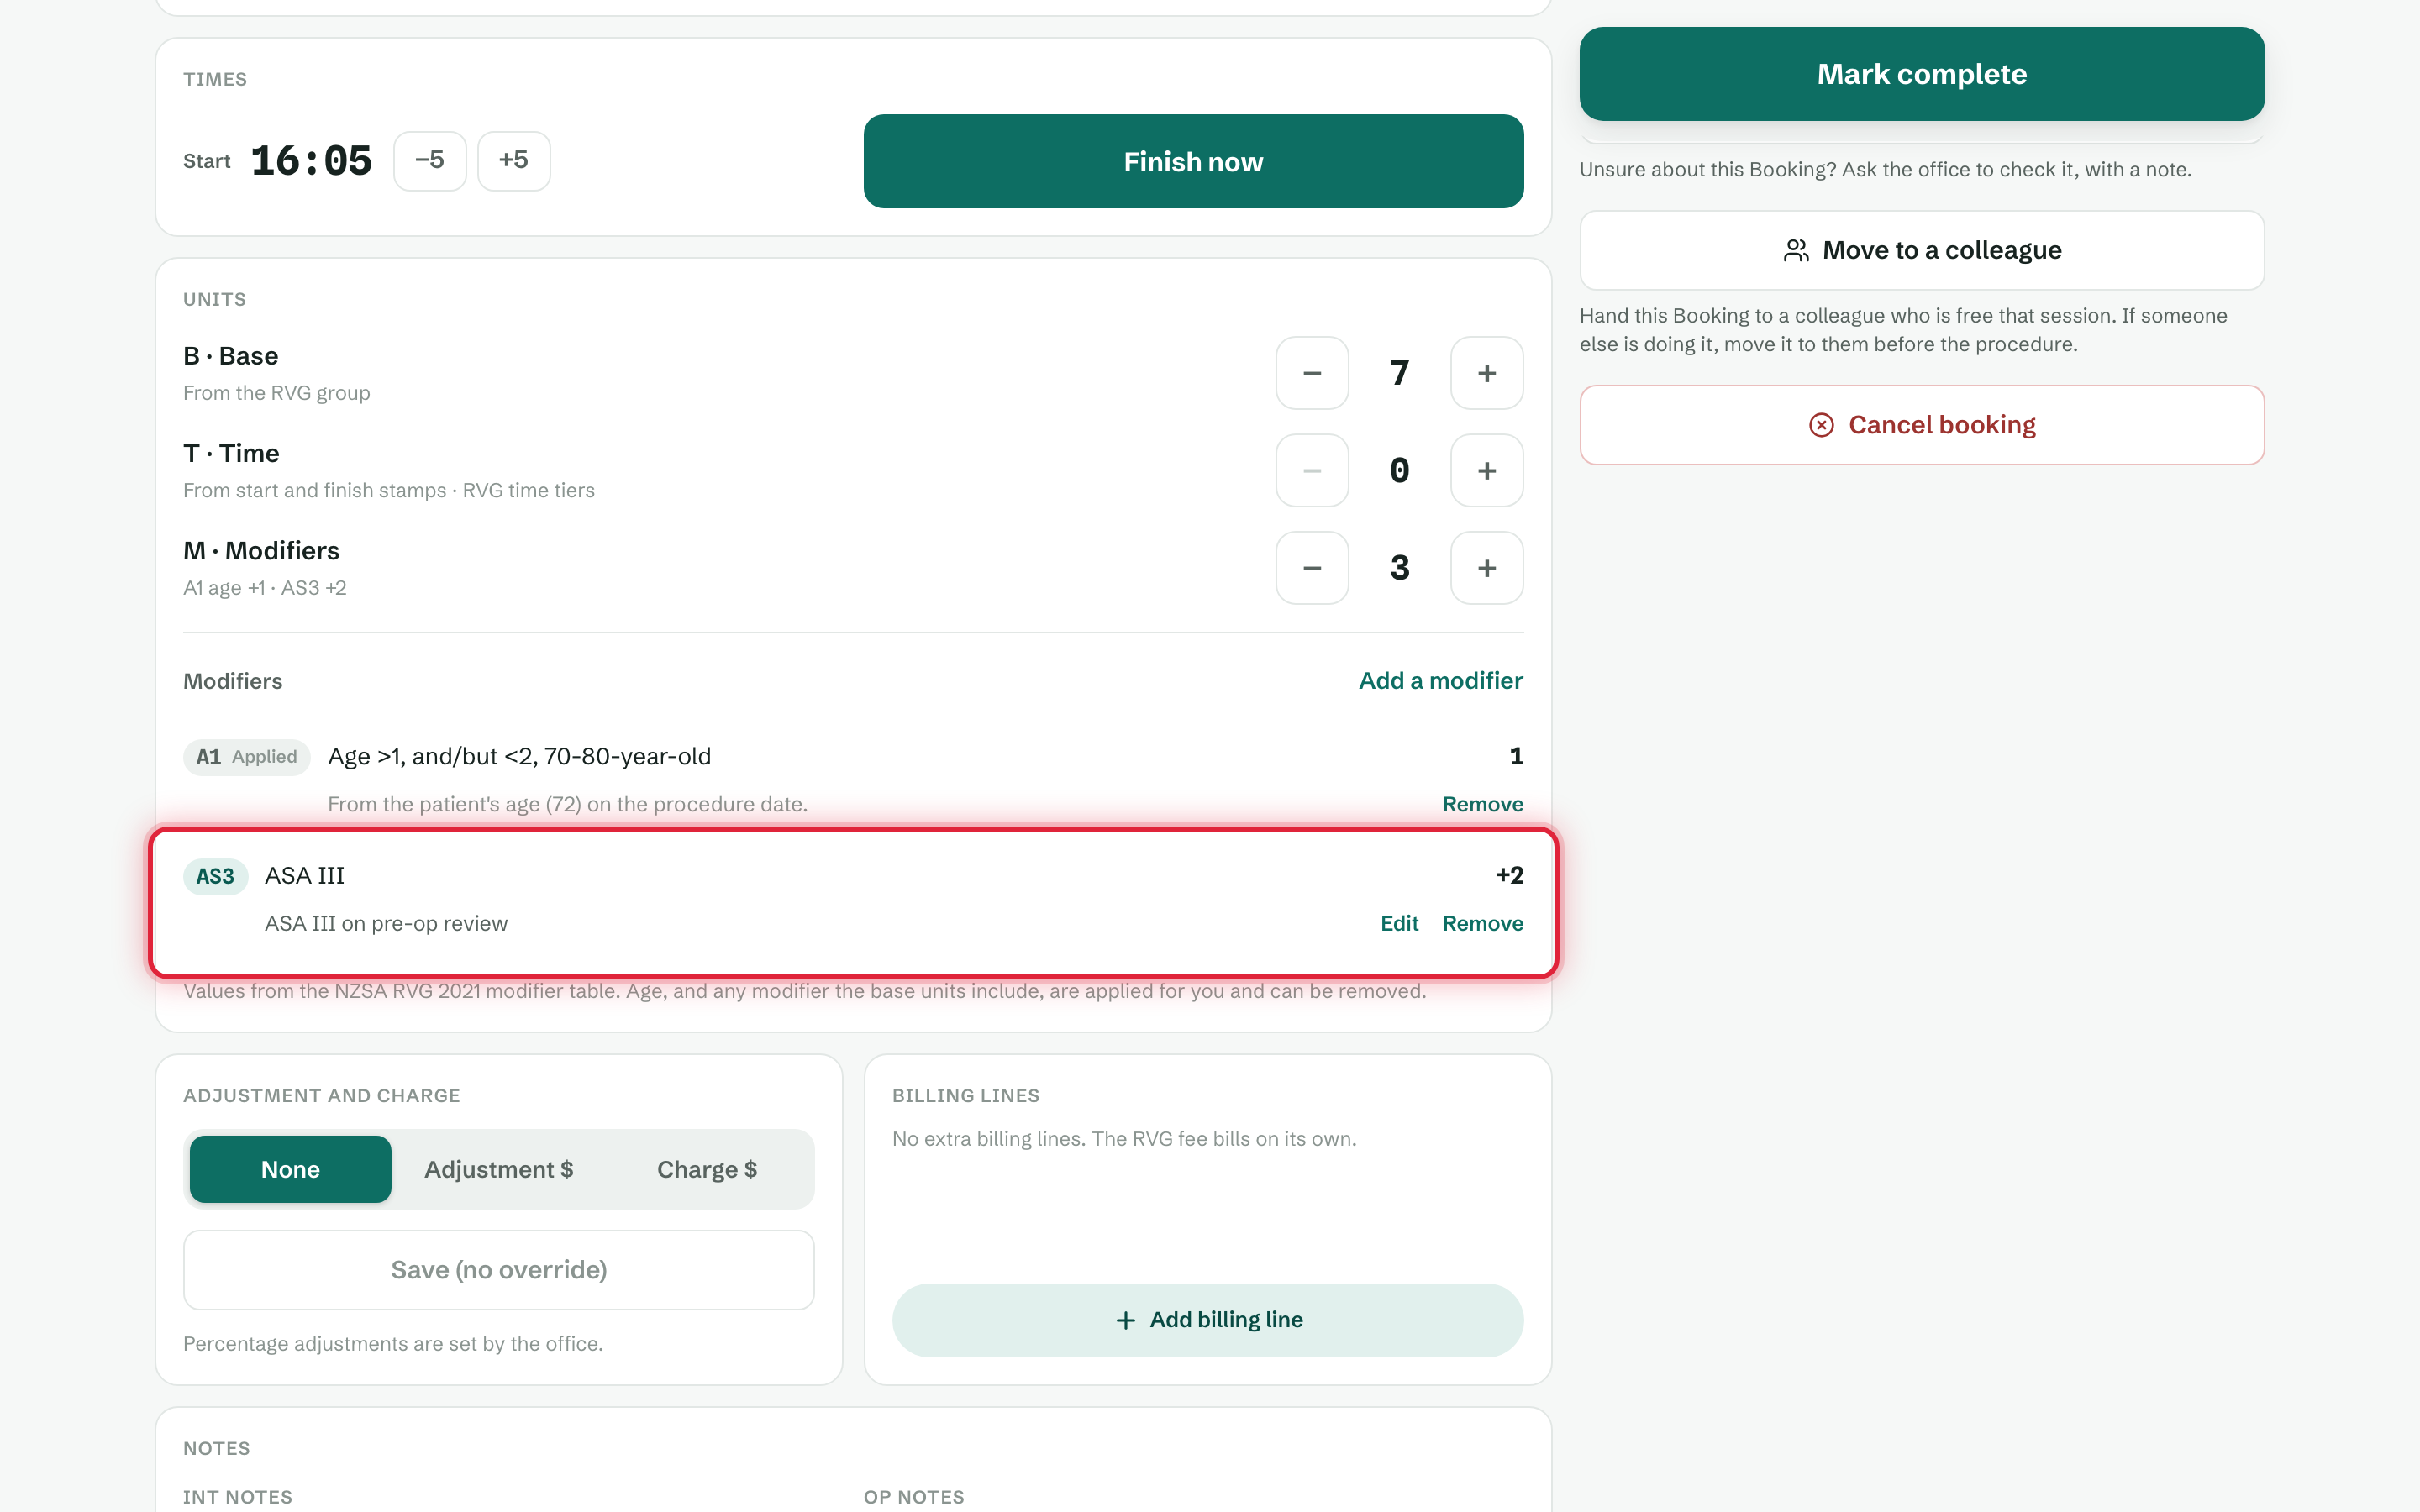 TIMES
Start 16:05 −5 +5 Finish now
UNITS
B · Base
From the RVG group
− 7 +
T · Time
From start and finish stamps · RVG time tiers
− 0 +
M · Modifiers
A1 age +1 · AS3 +2
− 3 +
Modifiers Add a modifier
A1 Applied Age >1, and/but <2, 70-80-year-old 1
From the patient's age (72) on the procedure date. Remove
AS3 ASA III +2
ASA III on pre-op review Edit Remove
Values from the NZSA RVG 2021 modifier table. Age, and any modifier the base units include, are applied for you and can be removed.
ADJUSTMENT AND CHARGE
None Adjustment $ Charge $
Save (no override)
Percentage adjustments are set by the office.
BILLING LINES
No extra billing lines. The RVG fee bills on its own.
+ Add billing line
NOTES
INT NOTES OP NOTES
Mark complete
Unsure about this Booking? Ask the office to check it, with a note.
Move to a colleague
Hand this Booking to a colleague who is free that session. If someone
else is doing it, move it to them before the procedure.
Cancel booking